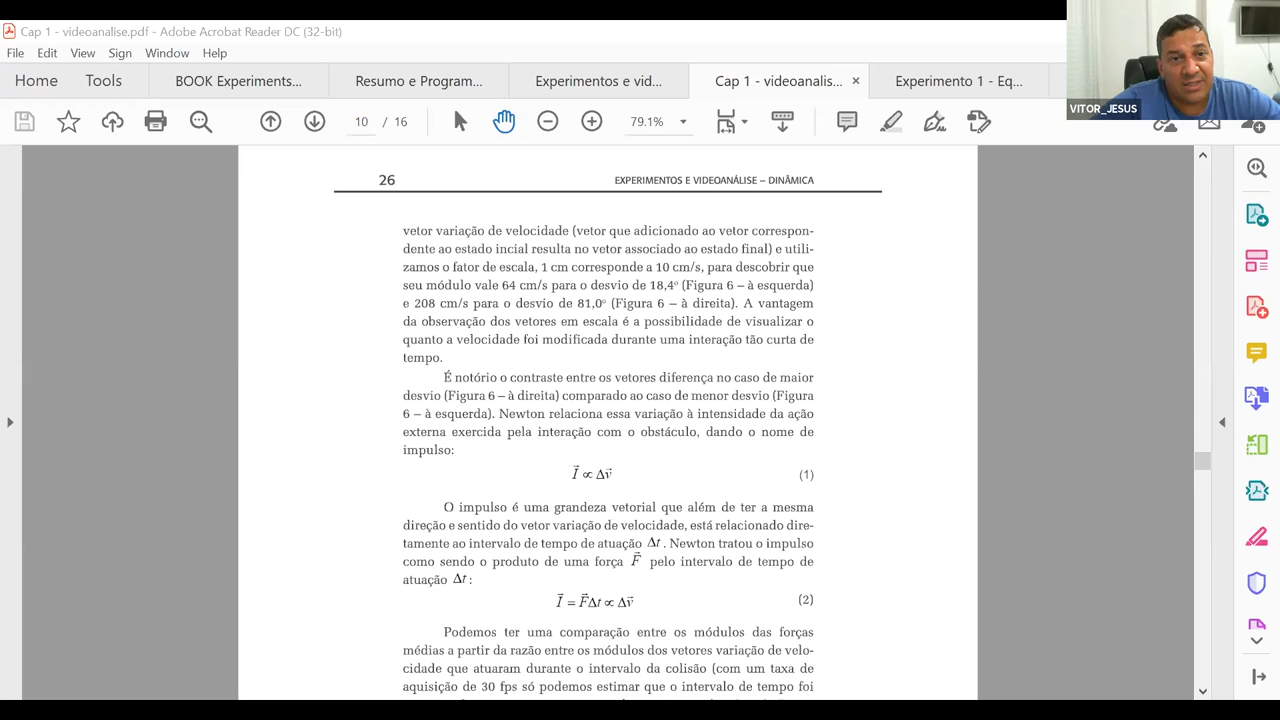 Cap 1 - videoanalise.pdf - Adobe Acrobat Reader DC (32-bit)
File Edit View Sign Window Help
Home Tools BOOK Experiments... Resumo e Program... Experimentos e vid... Cap 1 - videoanalis... × Experimento 1 - Eq...
VITOR_JESUS
10 / 16 79.1%
26 EXPERIMENTOS E VIDEOANÁLISE – DINÂMICA
vetor variação de velocidade (vetor que adicionado ao vetor correspon-
dente ao estado incial resulta no vetor associado ao estado final) e utili-
zamos o fator de escala, 1 cm corresponde a 10 cm/s, para descobrir que
seu módulo vale 64 cm/s para o desvio de 18,4º (Figura 6 – à esquerda)
e 208 cm/s para o desvio de 81,0º (Figura 6 – à direita). A vantagem
da observação dos vetores em escala é a possibilidade de visualizar o
quanto a velocidade foi modificada durante uma interação tão curta de
tempo.
É notório o contraste entre os vetores diferença no caso de maior
desvio (Figura 6 – à direita) comparado ao caso de menor desvio (Figura
6 – à esquerda). Newton relaciona essa variação à intensidade da ação
externa exercida pela interação com o obstáculo, dando o nome de
impulso:
I⃗ ∝ Δv⃗ (1)
O impulso é uma grandeza vetorial que além de ter a mesma
direção e sentido do vetor variação de velocidade, está relacionado dire-
tamente ao intervalo de tempo de atuação Δt. Newton tratou o impulso
como sendo o produto de uma força F⃗ pelo intervalo de tempo de
atuação Δt:
I⃗ = F⃗Δt ∝ Δv⃗ (2)
Podemos ter uma comparação entre os módulos das forças
médias a partir da razão entre os módulos dos vetores variação de velo-
cidade que atuaram durante o intervalo da colisão (com um taxa de
aquisição de 30 fps só podemos estimar que o intervalo de tempo foi